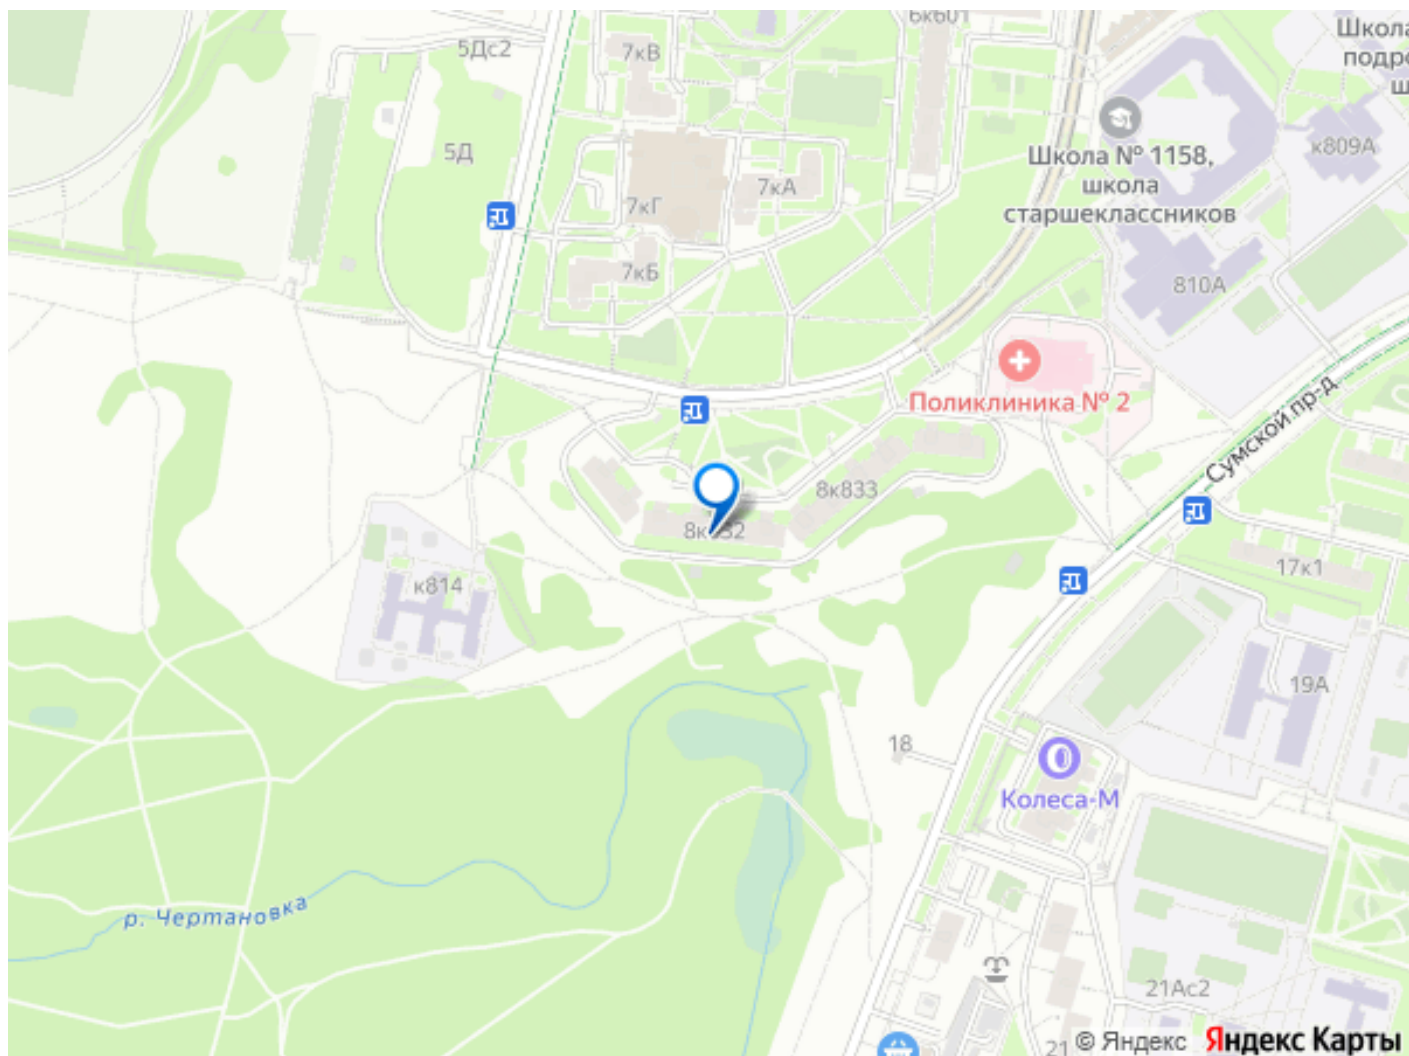 6к601
Школа
подро
ш
5Дс2
7кВ
к809А
5Д
Школа № 1158,
школа
старшеклассников
7кА
7кГ
7кБ
810А
Поликлиника № 2
Сумской пр-д
8к833
8к832
17к1
к814
19А
18
Колеса-М
р. Чертановка
21Ас2
21
© Яндекс Яндекс Карты